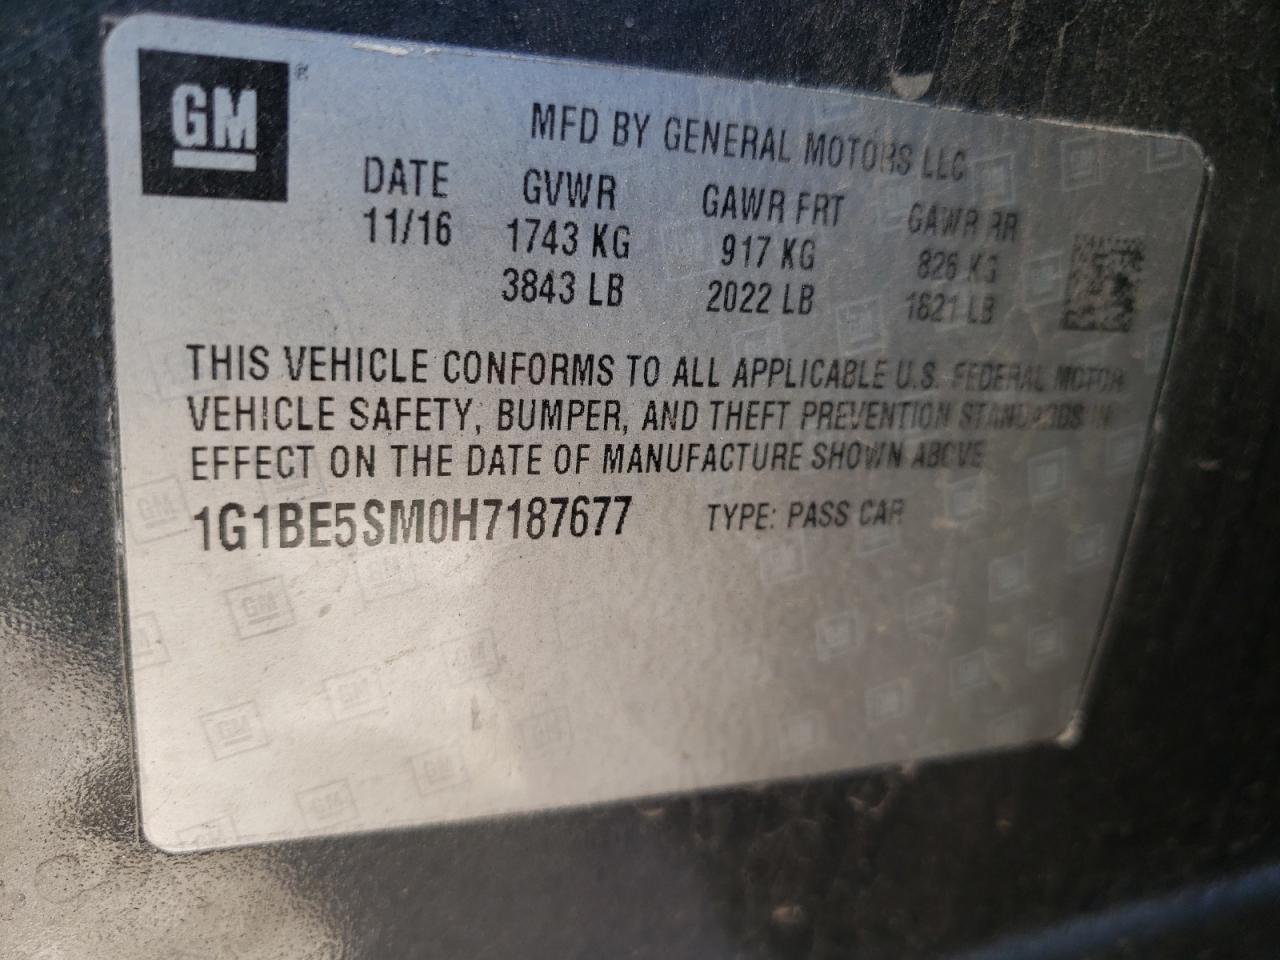 GM®
MFD BY GENERAL MOTORS LLC
DATE GVWR GAWR FRT GAWR RR
11/16 1743 KG 917 KG 826 KG
3843 LB 2022 LB 1821 LB
THIS VEHICLE CONFORMS TO ALL APPLICABLE U.S. FEDERAL MOTOR
VEHICLE SAFETY, BUMPER, AND THEFT PREVENTION STANDARDS IN
EFFECT ON THE DATE OF MANUFACTURE SHOWN ABOVE
1G1BE5SM0H7187677 TYPE: PASS CAR